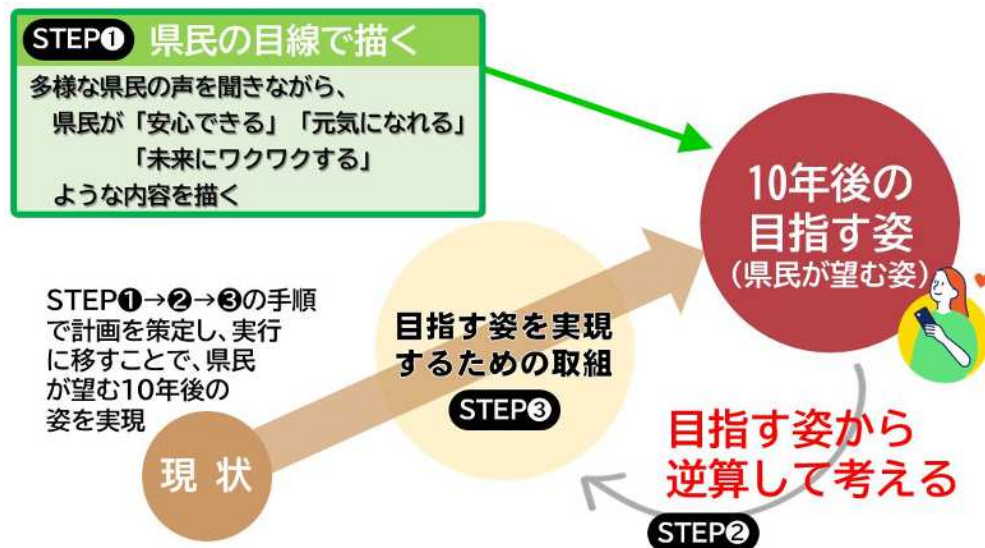 STEP❶ 県民の目線で描く
多様な県民の声を聞きながら、
県民が「安心できる」「元気になれる」
「未来にワクワクする」
ような内容を描く
10年後の
目指す姿
(県民が望む姿)
STEP❶→❷→❸の手順
で計画を策定し、実行
に移すことで、県民
が望む10年後の
姿を実現
目指す姿を実現
するための取組
STEP❸
現 状
目指す姿から
逆算して考える
STEP❷